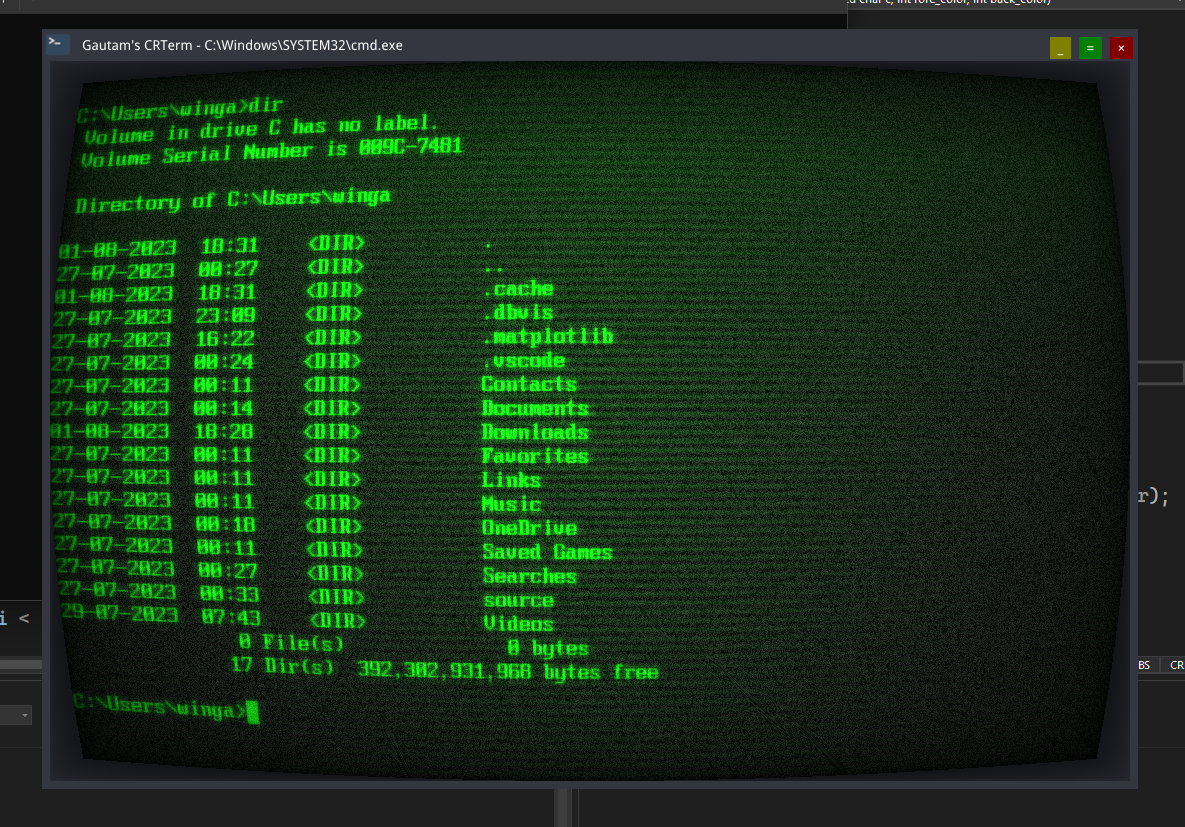 d char c, int fore_color, int back_color)
Gautam's CRTerm - C:\Windows\SYSTEM32\cmd.exe
C:\Users\winga>dir
Volume in drive C has no label.
Volume Serial Number is 009C-7481
Directory of C:\Users\winga
01-08-2023 18:31 <DIR> .
27-07-2023 00:27 <DIR> ..
01-08-2023 18:31 <DIR> .cache
27-07-2023 23:09 <DIR> .dbvis
27-07-2023 16:22 <DIR> .matplotlib
27-07-2023 00:24 <DIR> .vscode
27-07-2023 00:11 <DIR> Contacts
27-07-2023 00:14 <DIR> Documents
01-08-2023 18:28 <DIR> Downloads
27-07-2023 00:11 <DIR> Favorites
27-07-2023 00:11 <DIR> Links
27-07-2023 00:11 <DIR> Music
27-07-2023 00:18 <DIR> OneDrive
27-07-2023 00:11 <DIR> Saved Games
27-07-2023 00:27 <DIR> Searches
27-07-2023 00:33 <DIR> source
29-07-2023 07:43 <DIR> Videos
0 File(s) 0 bytes
17 Dir(s) 392,302,931,968 bytes free
C:\Users\winga>
r);
i <
BS CR